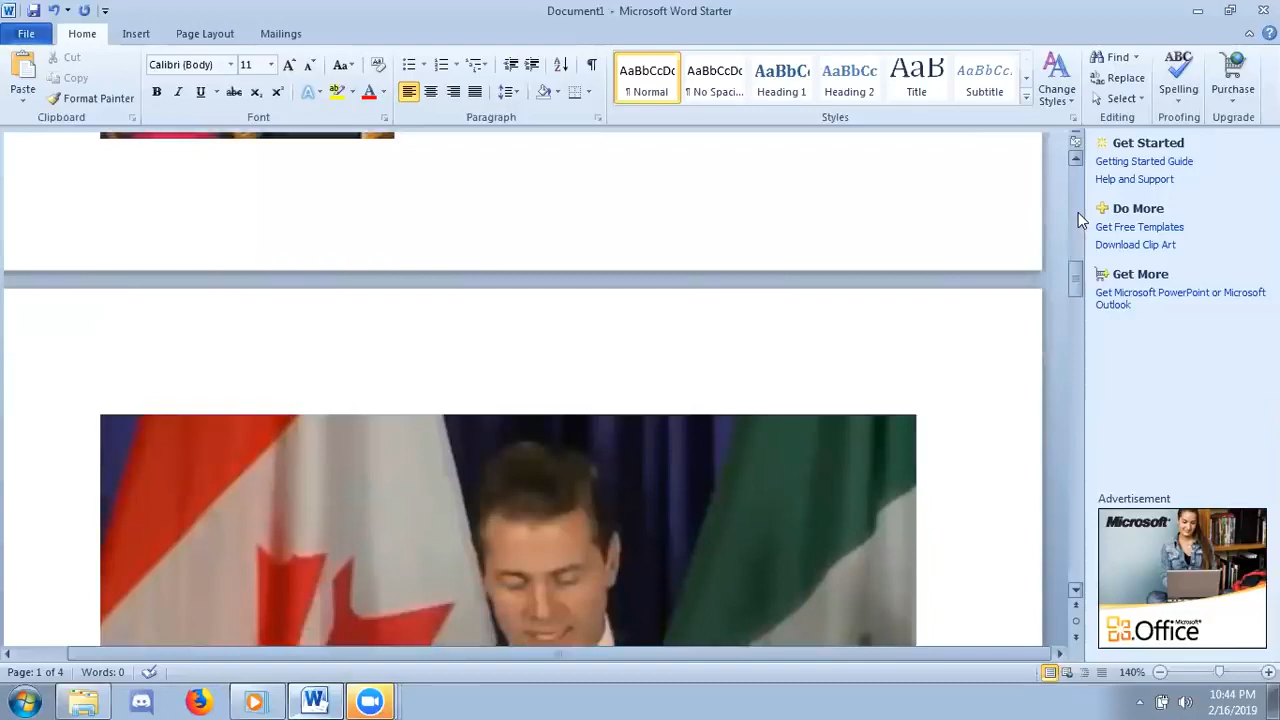 Document1 - Microsoft Word Starter
File Home Insert Page Layout Mailings
Paste
Cut
Copy
Format Painter
Clipboard
Calibri (Body) 11
Font
Paragraph
AaBbCcDc
¶ Normal
AaBbCcDc
¶ No Spaci...
AaBbC
Heading 1
AaBbCc
Heading 2
AaB
Title
AaBbCc.
Subtitle
Change
Styles
Styles
Find
Replace
Select
Editing
Spelling
Proofing
Purchase
Upgrade
Get Started
Getting Started Guide
Help and Support
Do More
Get Free Templates
Download Clip Art
Get More
Get Microsoft PowerPoint or Microsoft
Outlook
Advertisement
Microsoft
Microsoft
Office
Page: 1 of 4 Words: 0
140%
10:44 PM
2/16/2019